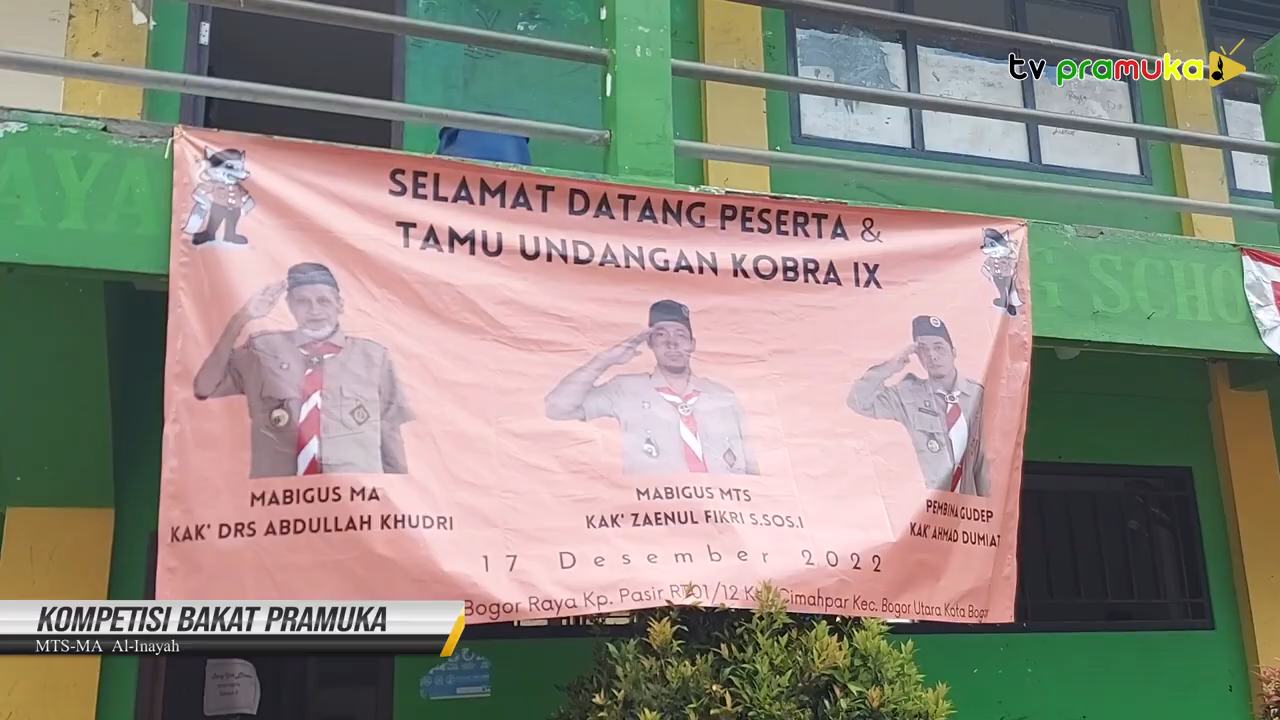 tv pramuka
AYA
G SCHO
SELAMAT DATANG PESERTA &
TAMU UNDANGAN KOBRA IX
MABIGUS MA
KAK' DRS ABDULLAH KHUDRI
MABIGUS MTS
KAK' ZAENUL FIKRI S.SOS.I
PEMBINA GUDEP
KAK' AHMAD DUMIAT
17 Desember 2022
Bogor Raya Kp. Pasir RT01/12 Cimahpar Kec. Bogor Utara Kota Bogor
KOMPETISI BAKAT PRAMUKA
MTS-MA Al-Inayah